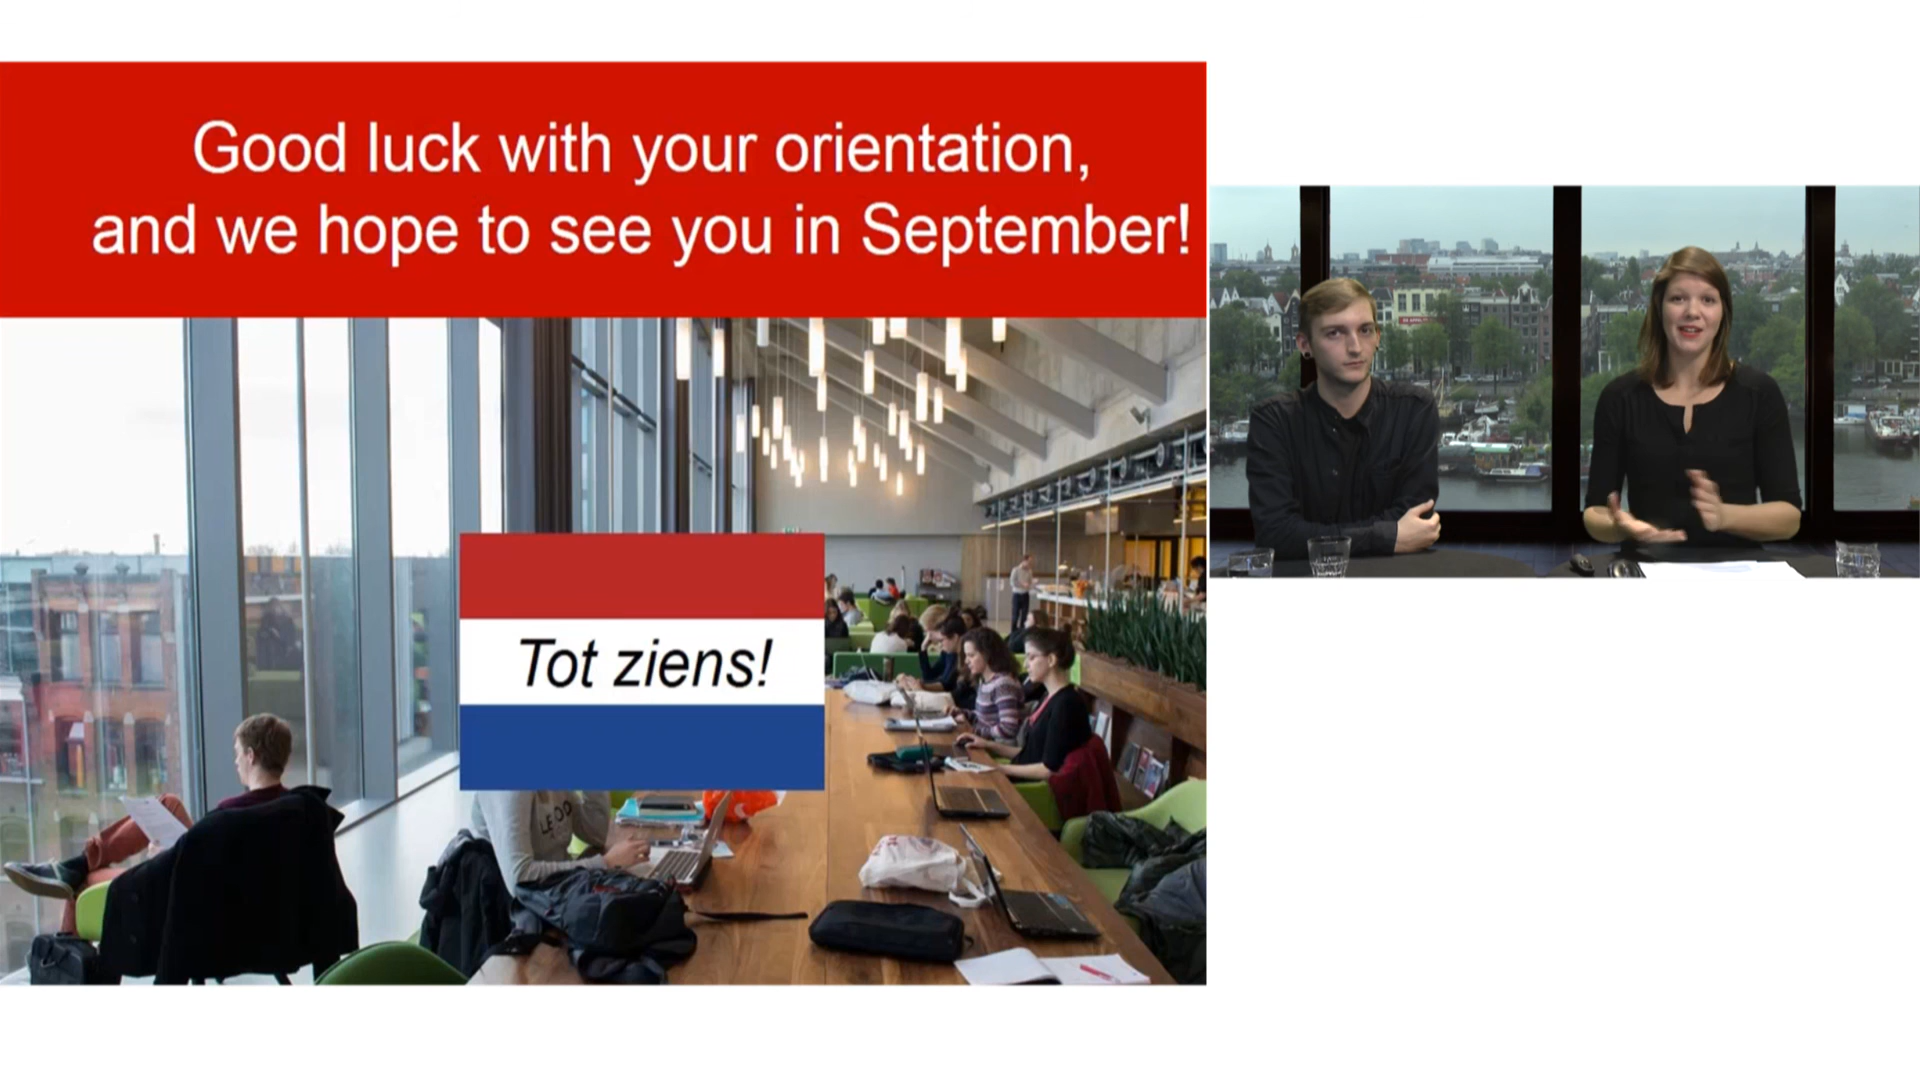 Good luck with your orientation,
and we hope to see you in September!
Tot ziens!